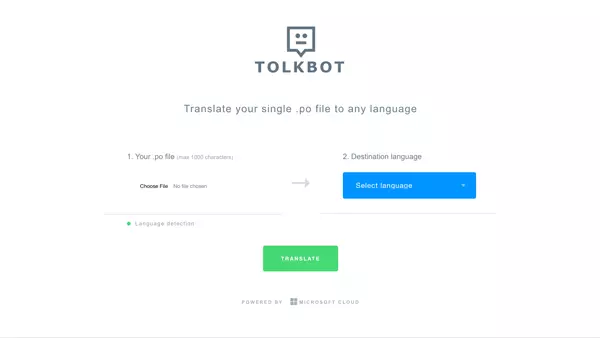 TOLKBOT
Translate your single .po file to any language
1. Your .po file (max 1000 characters)
2. Destination language
Choose File No file chosen
Select language
Language detection
TRANSLATE
POWERED BY MICROSOFT CLOUD